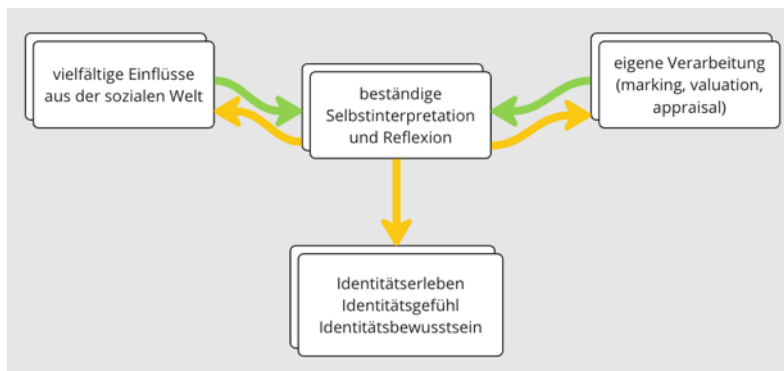 vielfältige Einflüsse
aus der sozialen Welt
beständige
Selbstinterpretation
und Reflexion
eigene Verarbeitung
(marking, valuation,
appraisal)
Identitätserleben
Identitätsgefühl
Identitätsbewusstsein